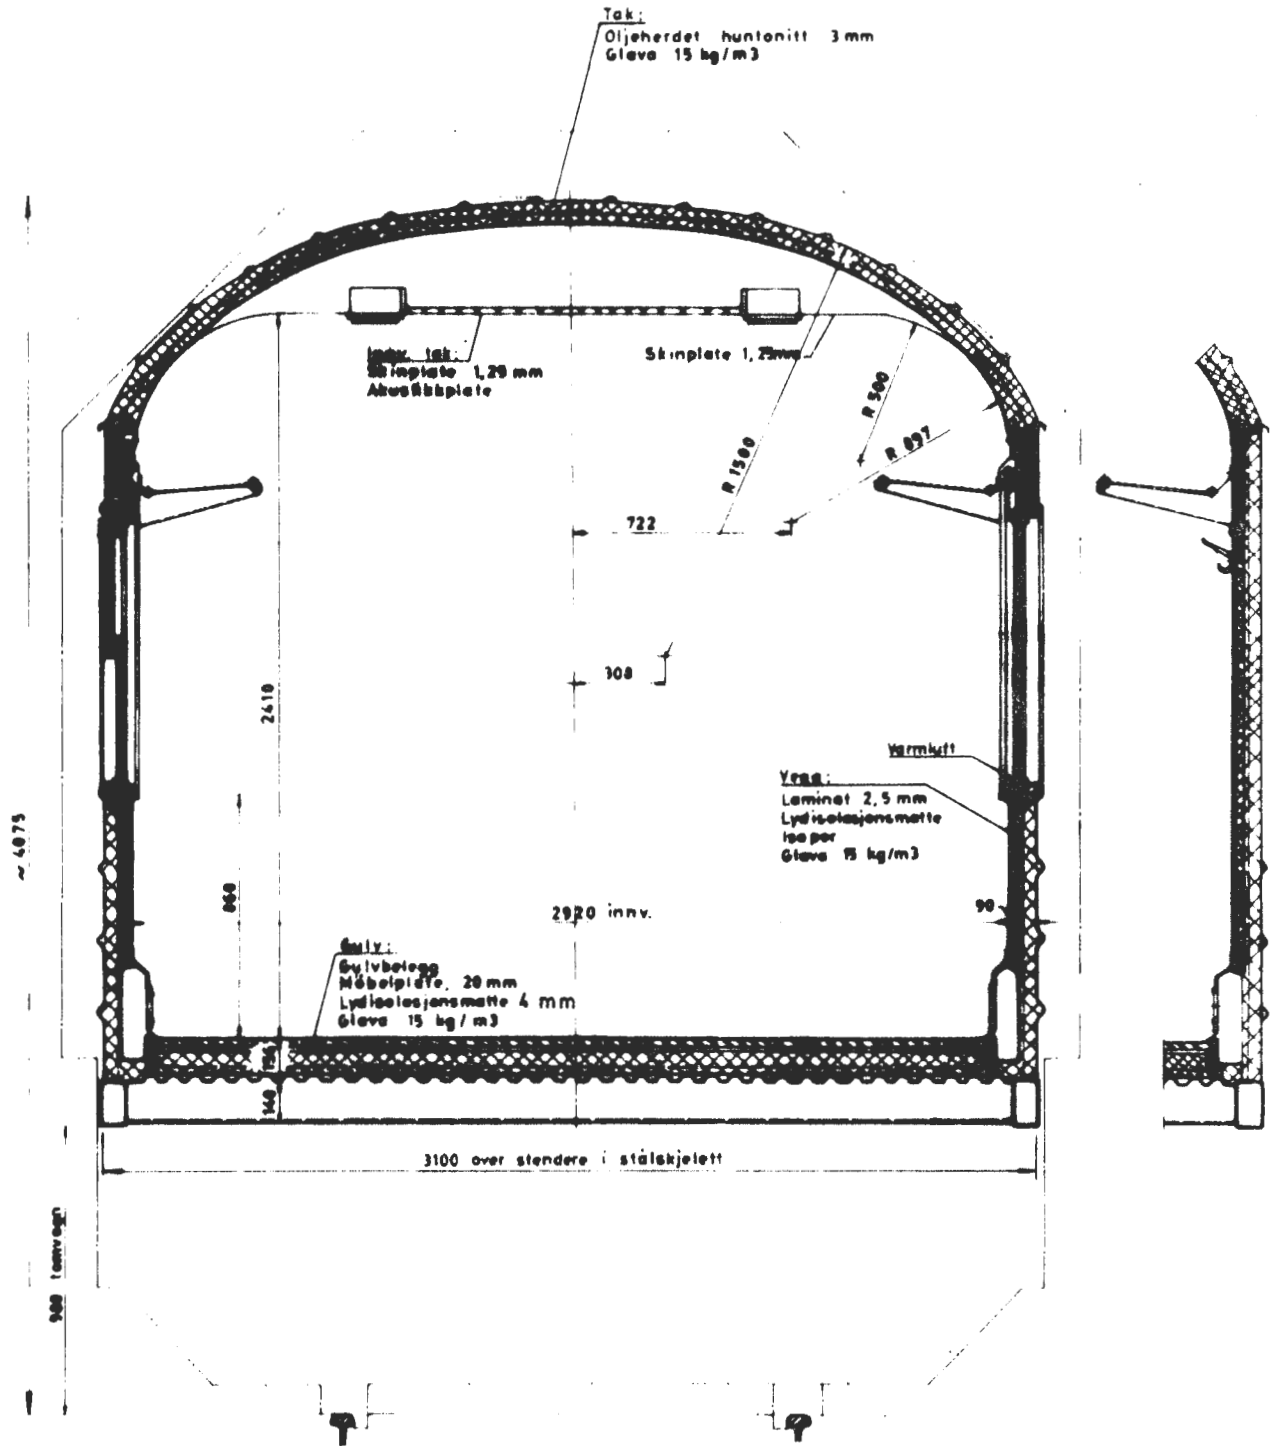 Tak:
Oljeherdet huntonitt 3 mm
Glava 15 kg/m3
Innv. tak:
Skinplate 1,25 mm
Akustikkplate
Skinplate 1,25mm
R 500
R 897
R 1500
722
308
2410
~ 4075
Varmluft
Vegg:
Laminat 2,5 mm
Lydisolasjonsmatte
Isopor
Glava 15 kg/m3
860
2920 innv.
90
Gulv:
Gulvbelegg
Möbelplate, 20 mm
Lydisolasjonsmatte 4 mm
Glava 15 kg/m3
140
3100 over stendere i stålskjelett
980 tomvogn